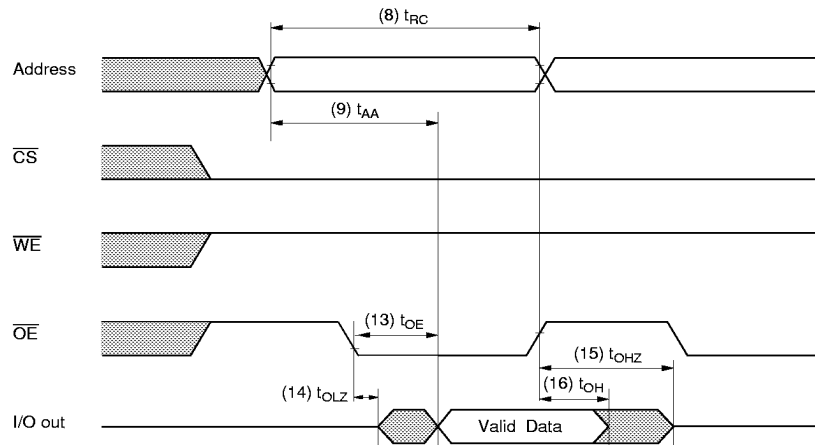 (8) tRC
Address
(9) tAA
CS
WE
OE
(13) tOE
(15) tOHZ
(14) tOLZ
(16) tOH
I/O out
Valid Data